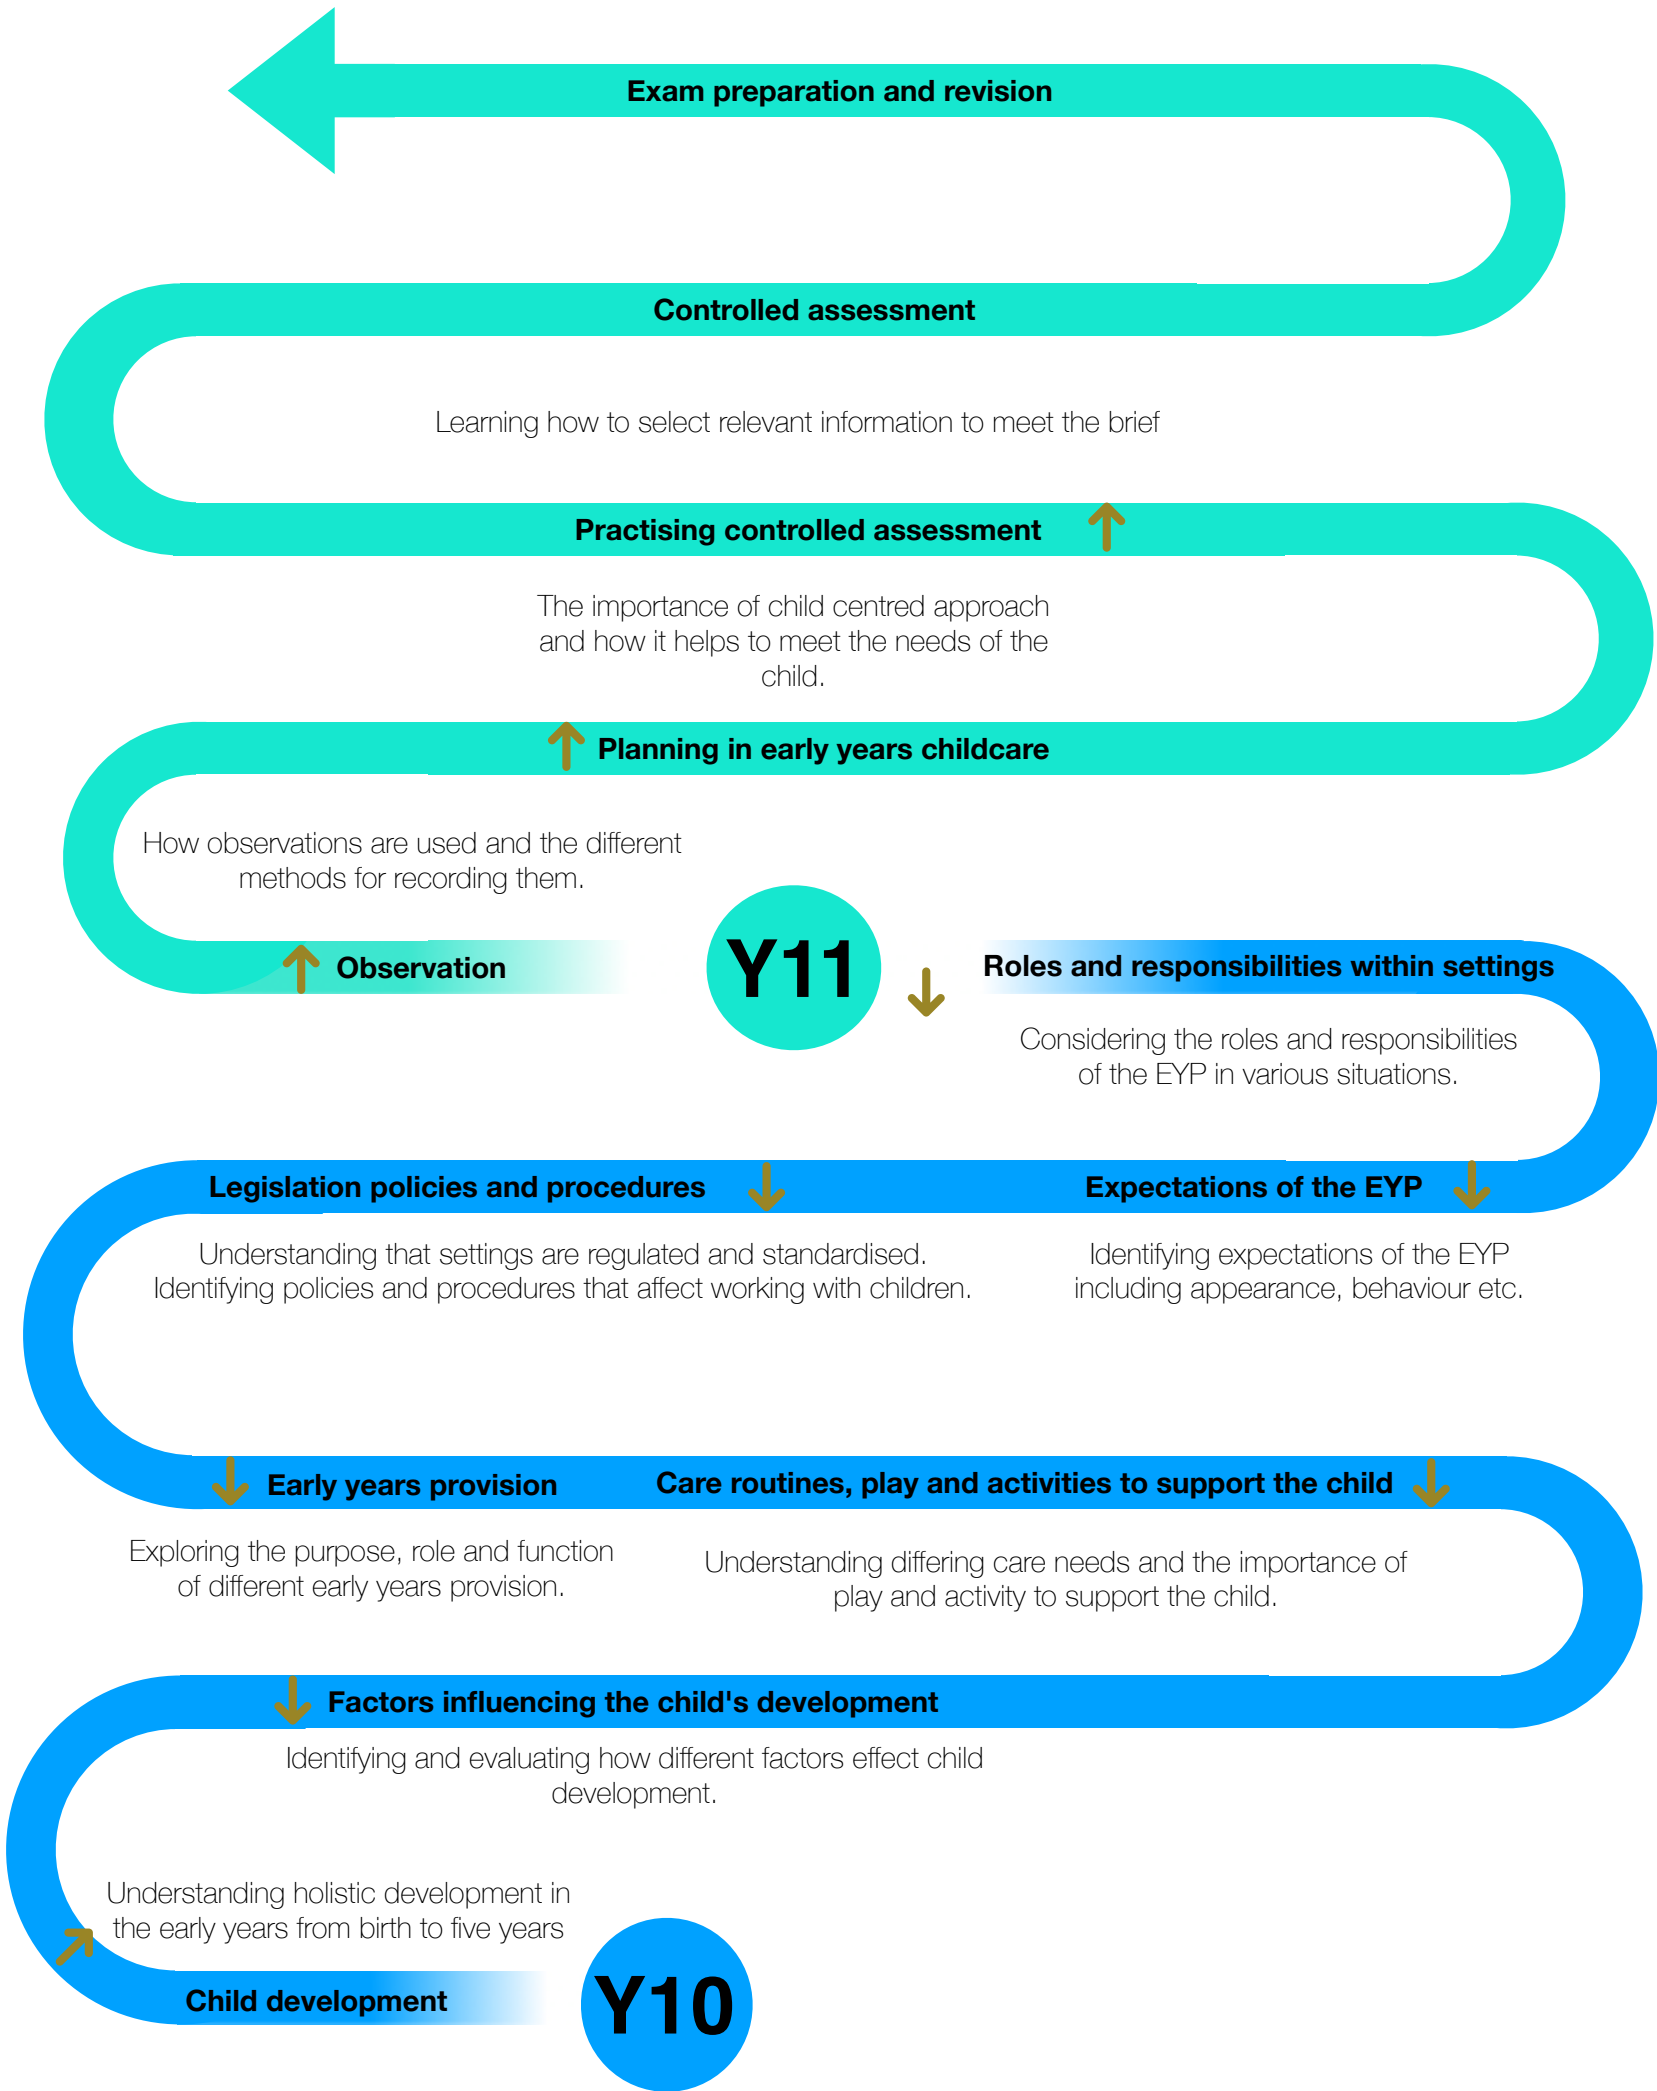 Exam preparation and revision
Controlled assessment
Learning how to select relevant information to meet the brief
Practising controlled assessment
The importance of child centred approach
and how it helps to meet the needs of the
child.
Planning in early years childcare
How observations are used and the different
methods for recording them.
Observation
Y11
Roles and responsibilities within settings
Considering the roles and responsibilities
of the EYP in various situations.
Legislation policies and procedures
Expectations of the EYP
Understanding that settings are regulated and standardised.
Identifying policies and procedures that affect working with children.
Identifying expectations of the EYP
including appearance, behaviour etc.
Early years provision
Care routines, play and activities to support the child
Exploring the purpose, role and function
of different early years provision.
Understanding differing care needs and the importance of
play and activity to support the child.
Factors influencing the child's development
Identifying and evaluating how different factors effect child
development.
Understanding holistic development in
the early years from birth to five years
Child development
Y10